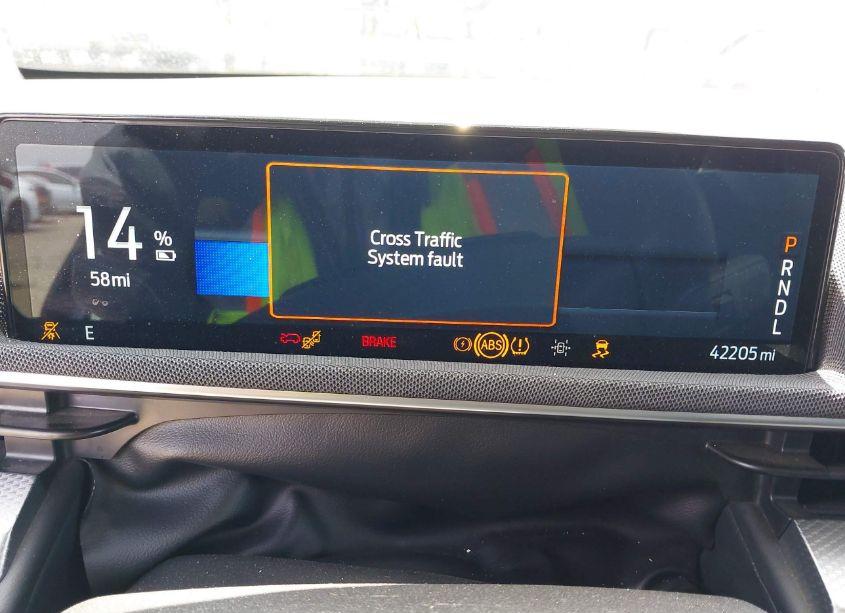 14 %
58mi
Cross Traffic
System fault
P
R
N
D
L
E
BRAKE
ABS
42205 mi